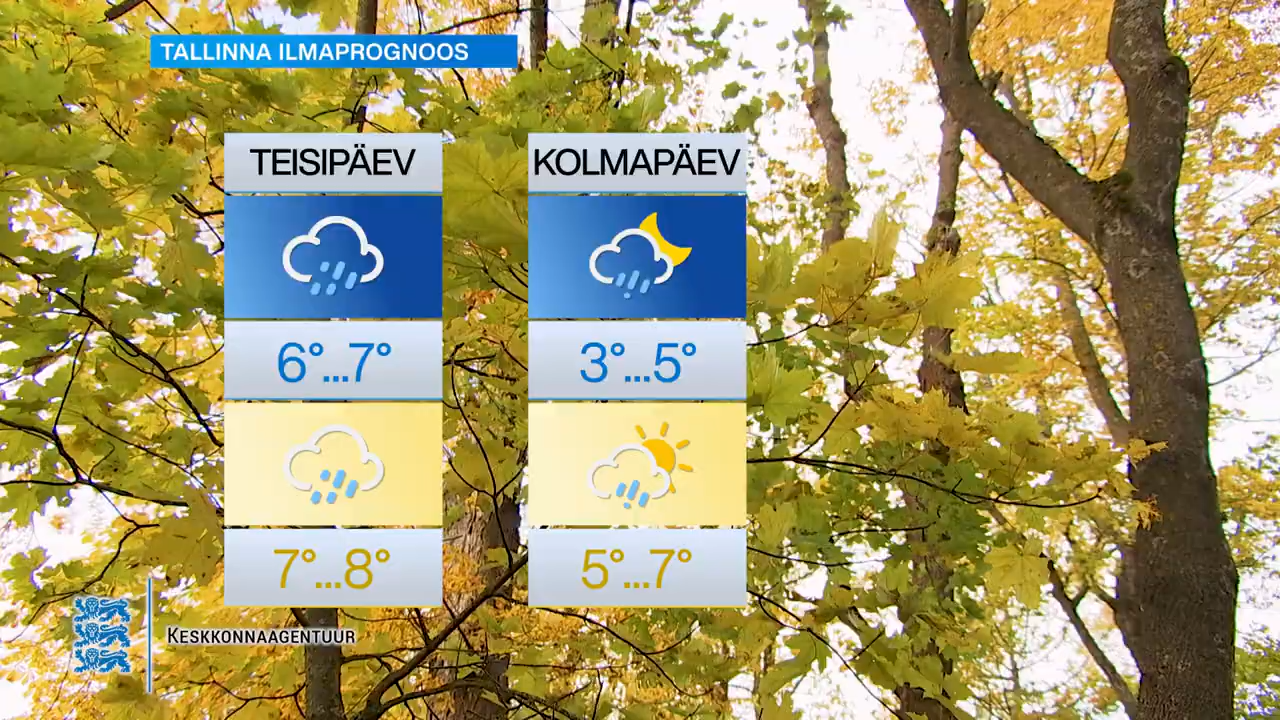 TALLINNA ILMAPROGNOOS
TEISIPÄEV
6°...7°
7°...8°
KOLMAPÄEV
3°...5°
5°...7°
KESKKONNAAGENTUUR